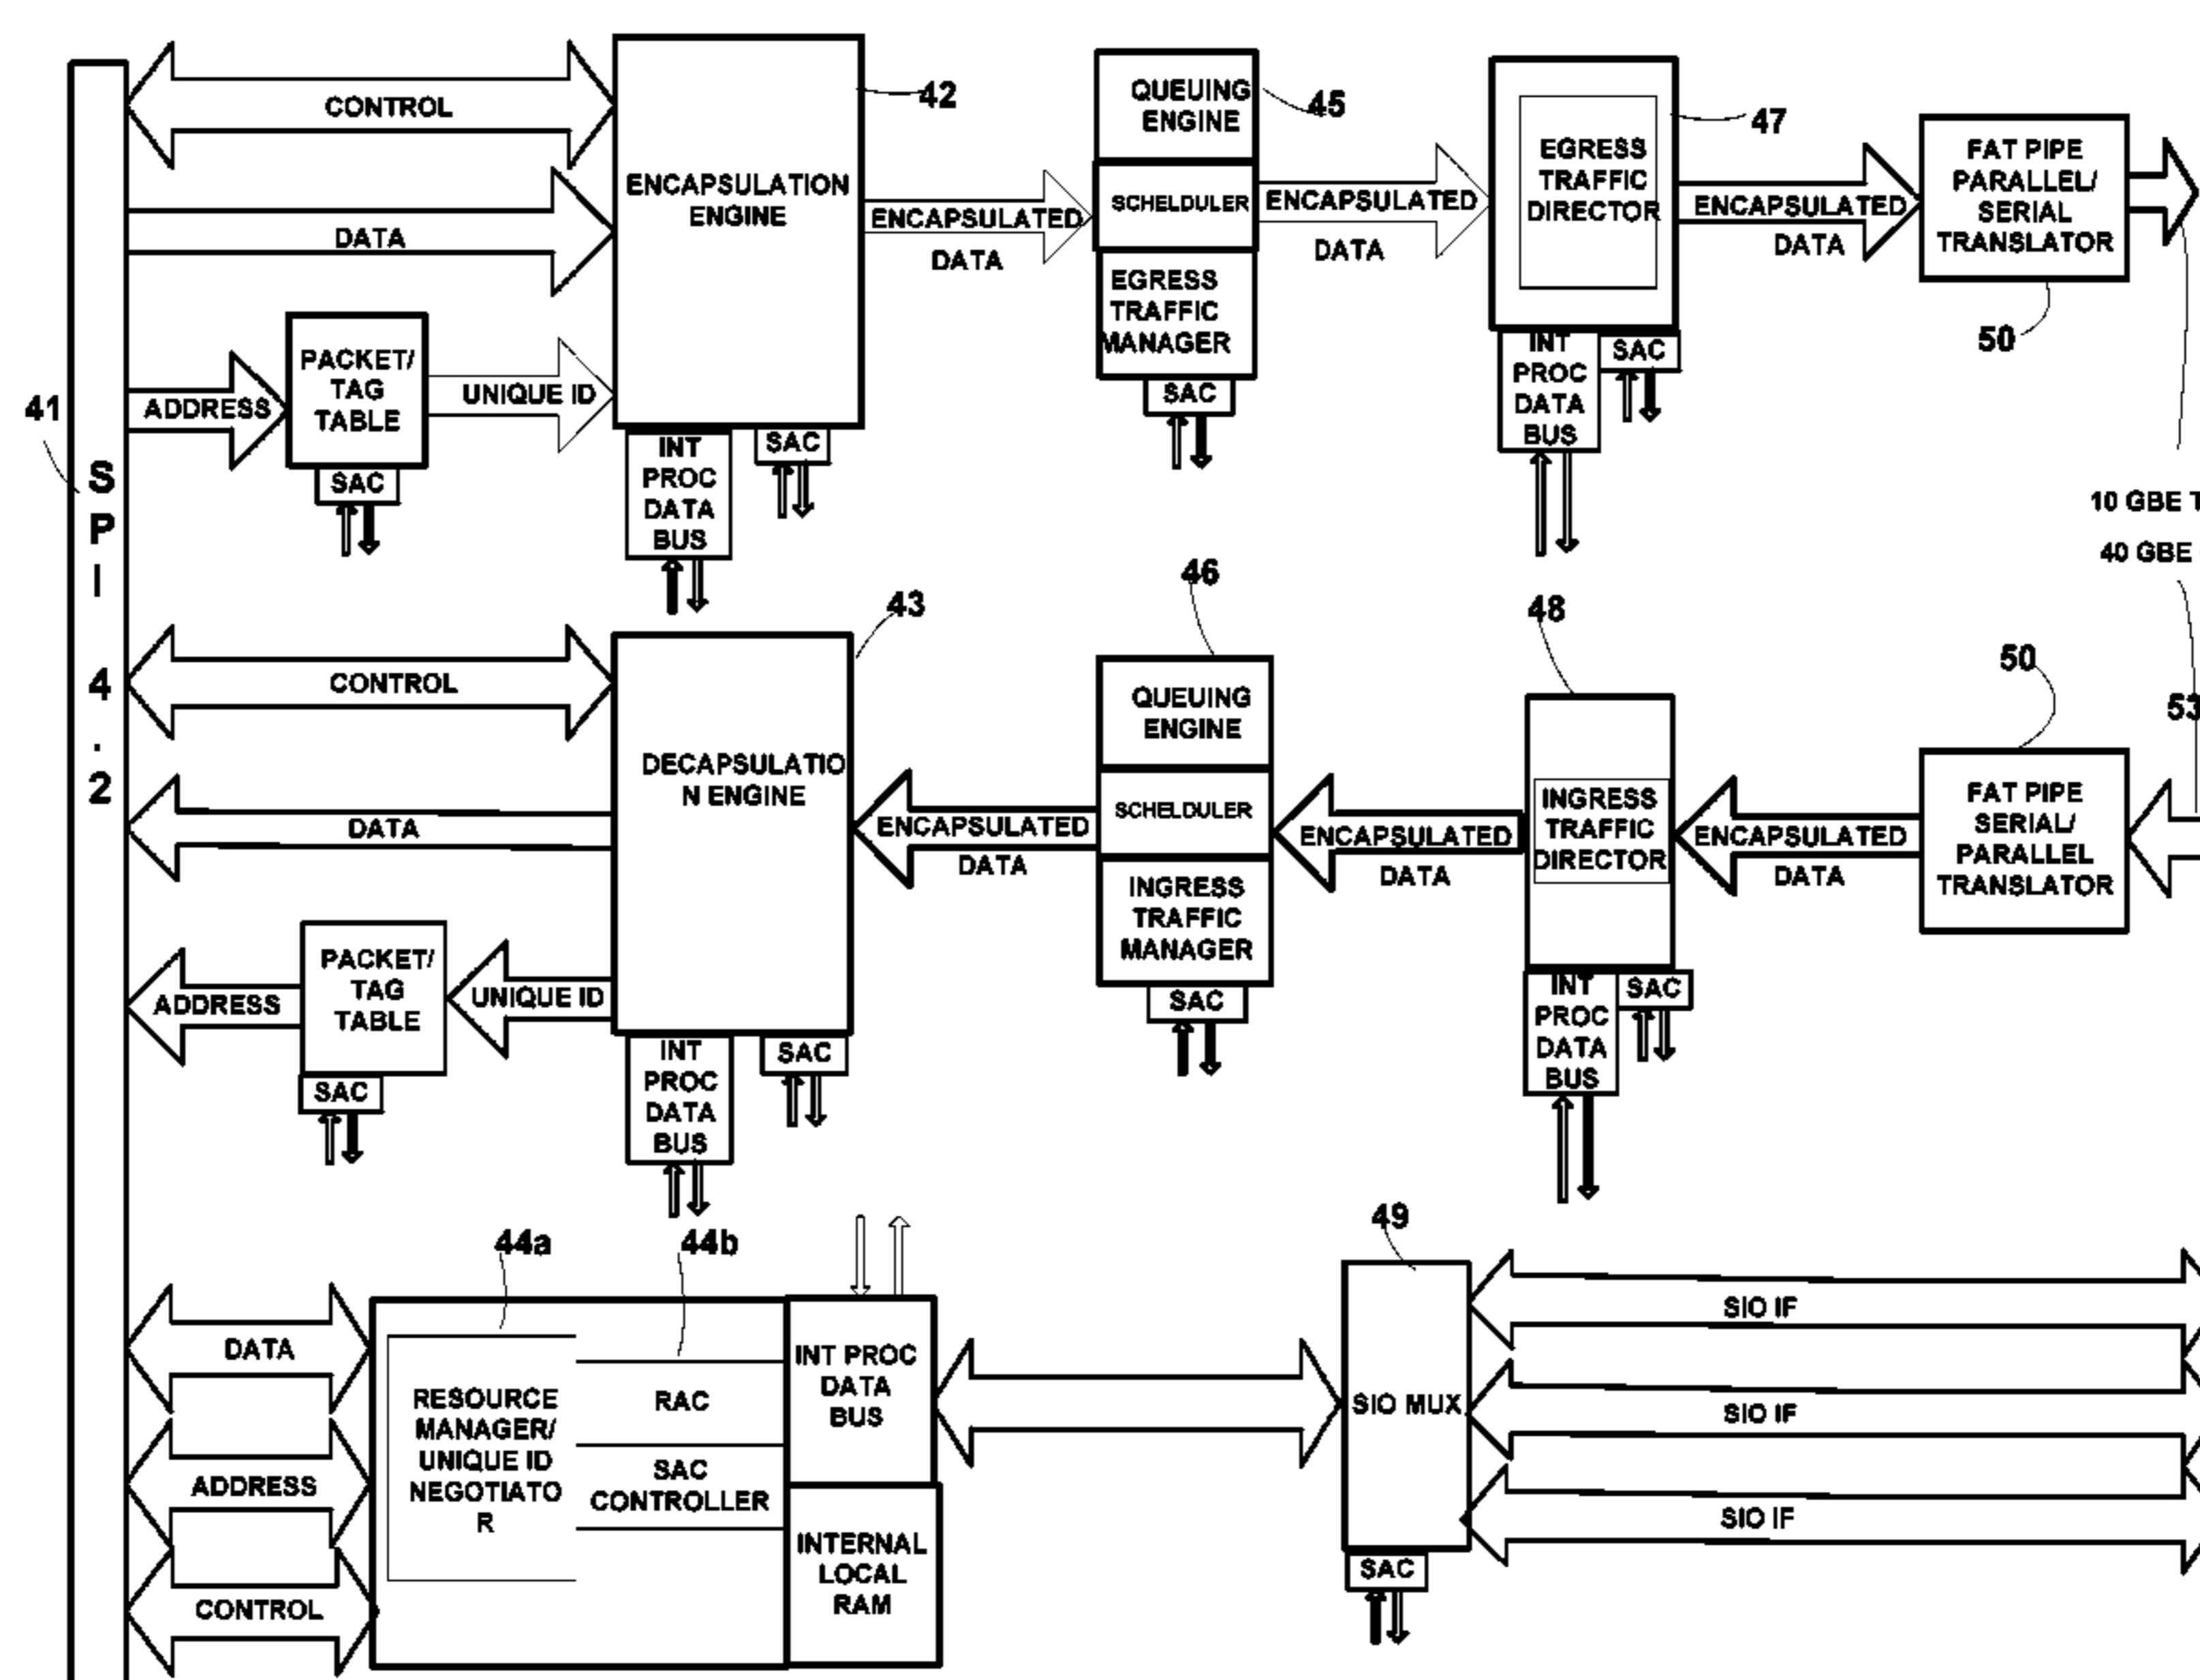 41
S
P
I
4
.
2
CONTROL
DATA
ADDRESS
PACKET/
TAG
TABLE
SAC
UNIQUE ID
ENCAPSULATION
ENGINE
42
INT
PROC
DATA
BUS
SAC
ENCAPSULATED
DATA
QUEUING
ENGINE
45
SCHELDULER
EGRESS
TRAFFIC
MANAGER
SAC
ENCAPSULATED
DATA
EGRESS
TRAFFIC
DIRECTOR
47
INT
PROC
DATA
BUS
SAC
ENCAPSULATED
DATA
FAT PIPE
PARALLEL/
SERIAL
TRANSLATOR
50
10 GBE T
40 GBE
53
CONTROL
DATA
ADDRESS
PACKET/
TAG
TABLE
SAC
UNIQUE ID
43
DECAPSULATIO
N ENGINE
INT
PROC
DATA
BUS
SAC
ENCAPSULATED
DATA
46
QUEUING
ENGINE
SCHELDULER
INGRESS
TRAFFIC
MANAGER
SAC
ENCAPSULATED
DATA
48
INGRESS
TRAFFIC
DIRECTOR
INT
PROC
DATA
BUS
SAC
ENCAPSULATED
DATA
50
FAT PIPE
SERIAL/
PARALLEL
TRANSLATOR
DATA
ADDRESS
CONTROL
44a
44b
RESOURCE
MANAGER/
UNIQUE ID
NEGOTIATO
R
RAC
SAC
CONTROLLER
INT PROC
DATA
BUS
INTERNAL
LOCAL
RAM
49
SIO MUX
SAC
SIO IF
SIO IF
SIO IF